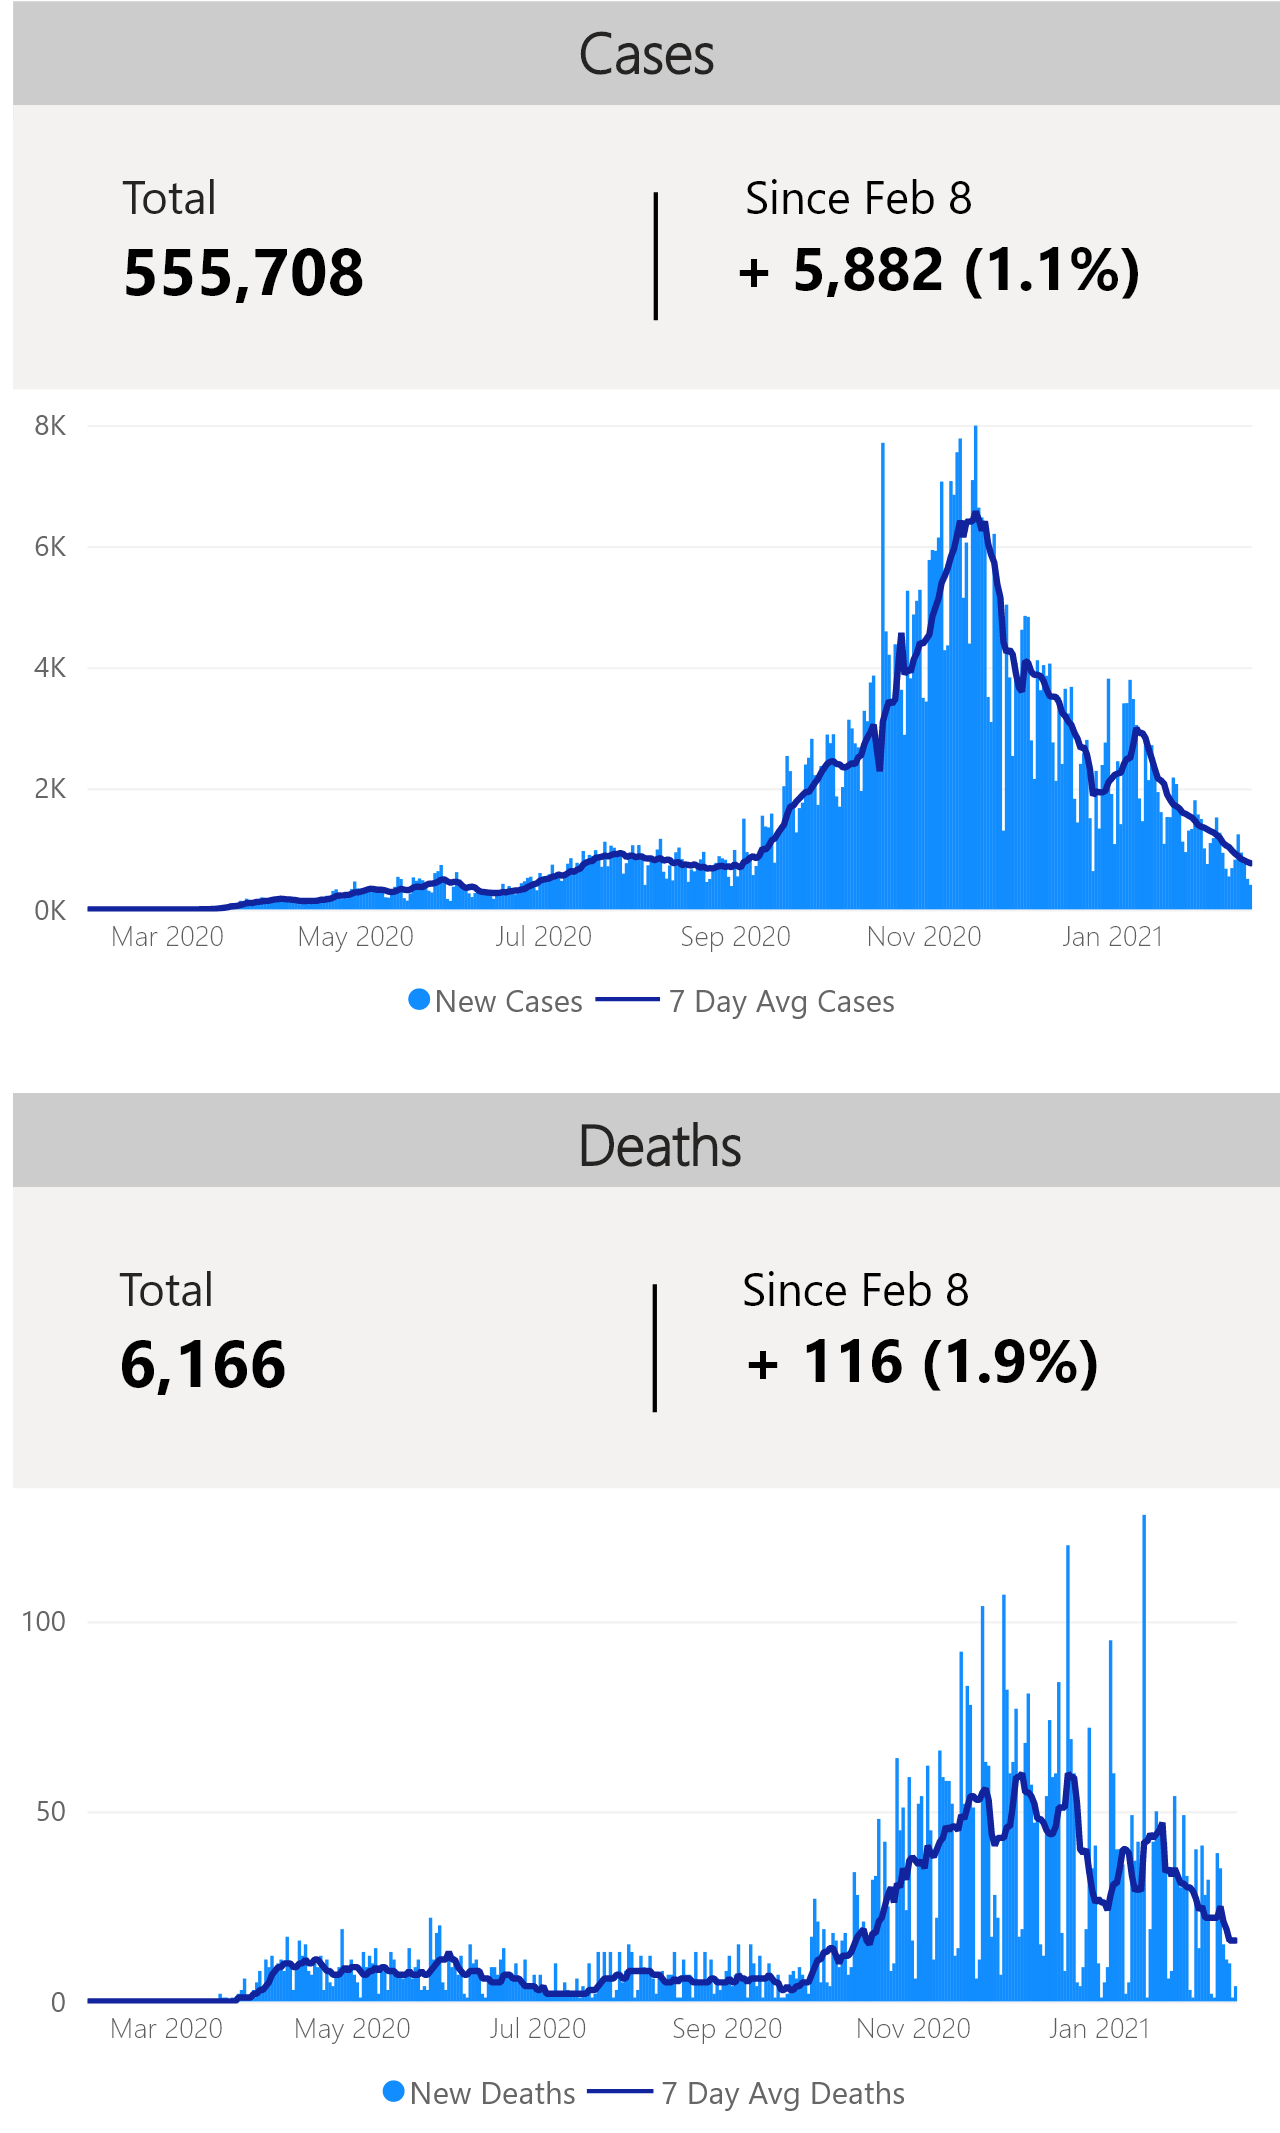 Cases
Total
Since Feb 8
555,708
+ 5,882 (1.1%)
8K
6K
4K
2K
0K
Mar 2020 May 2020 Jul 2020 Sep 2020 Nov 2020 Jan 2021
New Cases 7 Day Avg Cases
Deaths
Total
Since Feb 8
6,166
+ 116 (1.9%)
100
50
0
Mar 2020 May 2020 Jul 2020 Sep 2020 Nov 2020 Jan 2021
New Deaths 7 Day Avg Deaths